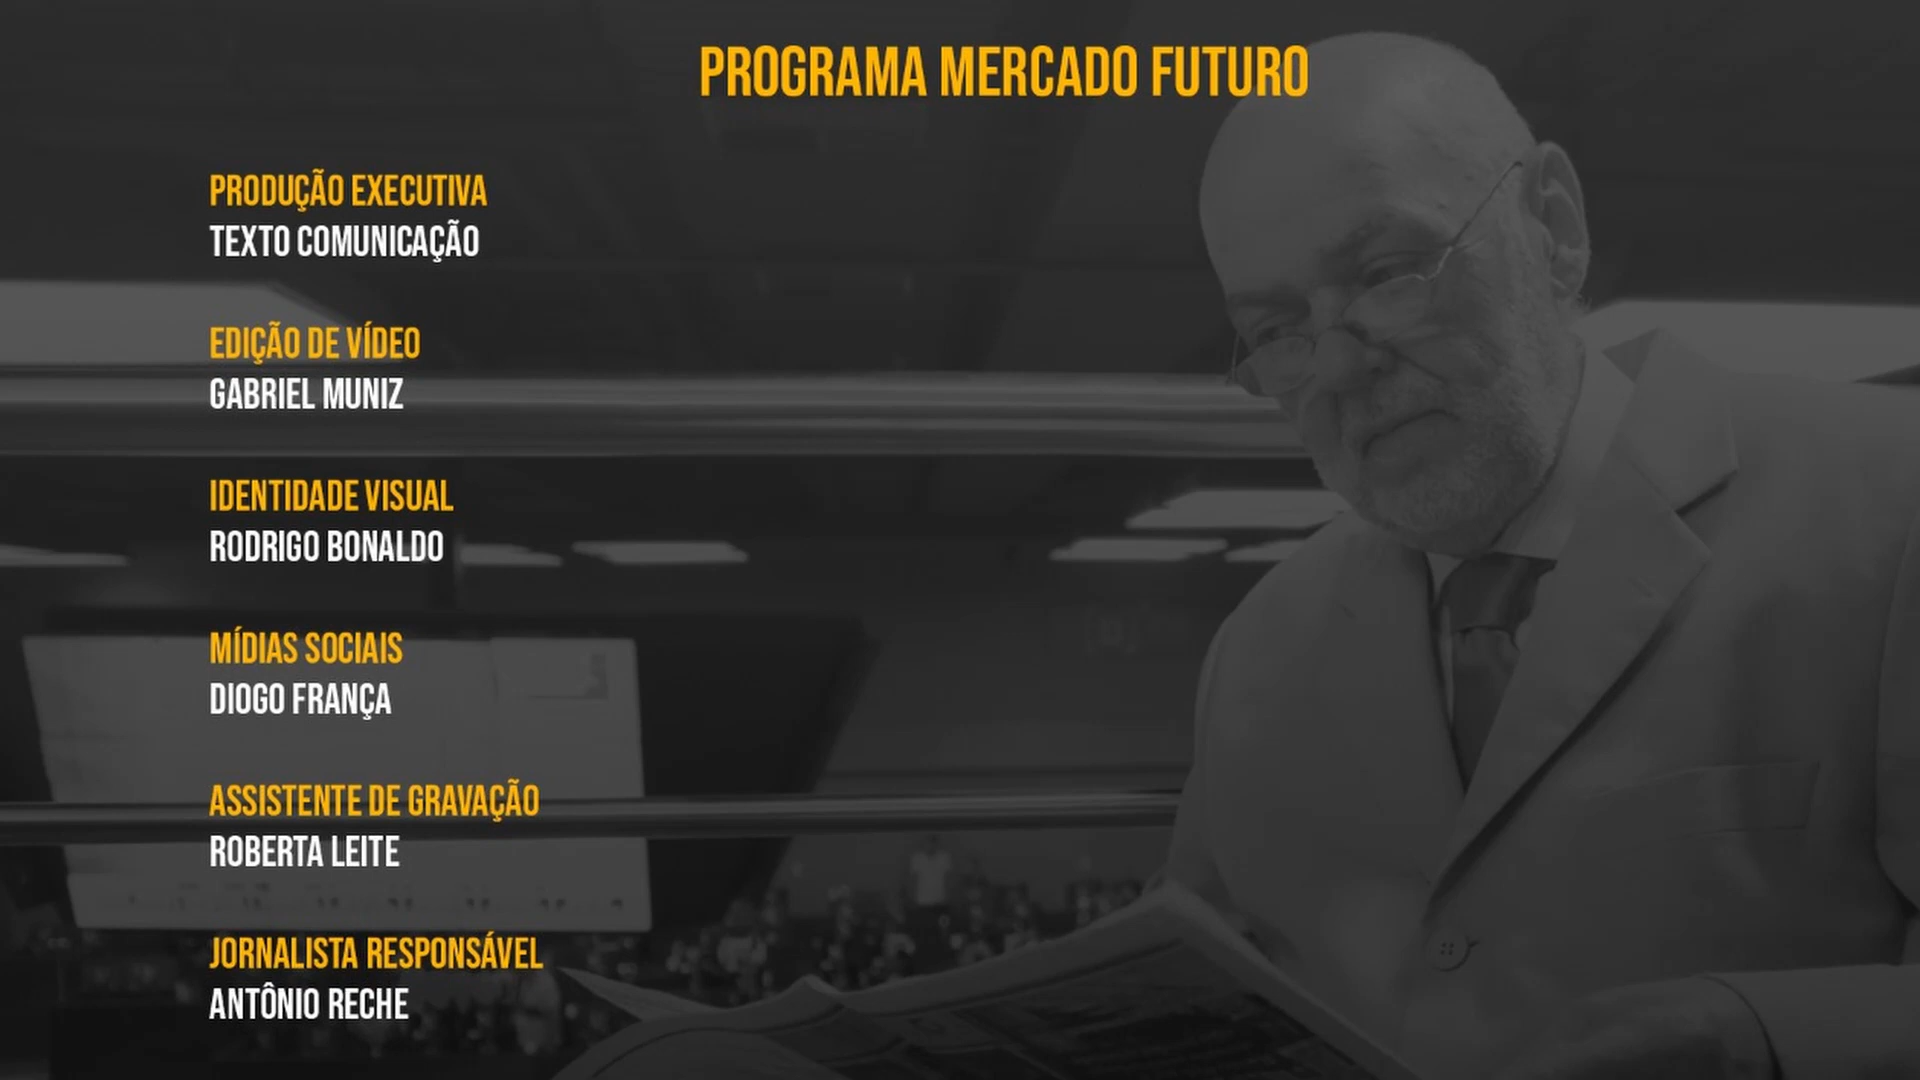 PROGRAMA MERCADO FUTURO
PRODUÇÃO EXECUTIVA
TEXTO COMUNICAÇÃO
EDIÇÃO DE VÍDEO
GABRIEL MUNIZ
IDENTIDADE VISUAL
RODRIGO BONALDO
MÍDIAS SOCIAIS
DIOGO FRANÇA
ASSISTENTE DE GRAVAÇÃO
ROBERTA LEITE
JORNALISTA RESPONSÁVEL
ANTÔNIO RECHE